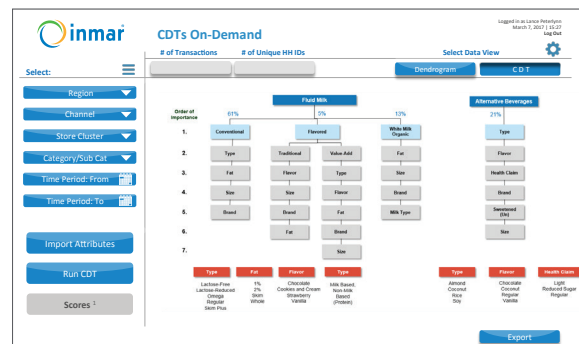 Logged in as Lance Peterlynn
March 7, 2017 | 15:27
Log Out
inmar
CDTs On-Demand
# of Transactions
# of Unique HH IDs
Select Data View
Select:
Dendrogram
C D T
Region
Channel
Store Cluster
Category/Sub Cat
Time Period: From
Time Period: To
Import Attributes
Run CDT
Scores 1
Fluid Milk
Alternative Beverages
Order of
Importance
61%
5%
13%
21%
1.
Conventional
Flavored
White Milk
Organic
Type
2.
Type
Traditional
Value-Add
Fat
Flavor
3.
Fat
Flavor
Type
Size
Health Claim
4.
Size
Size
Flavor
Brand
Brand
5.
Brand
Brand
Fat
Milk Type
Sweetened
(Un)
6.
Fat
Brand
Size
7.
Size
Type
Lactose-Free
Lactose-Reduced
Omega
Regular
Skim Plus
Fat
1%
2%
Skim
Whole
Flavor
Chocolate
Cookies and Cream
Strawberry
Vanilla
Type
Milk Based,
Non-Milk
Based
(Protein)
Type
Almond
Coconut
Rice
Soy
Flavor
Chocolate
Coconut
Regular
Vanilla
Health Claim
Light
Reduced Sugar
Regular
Export